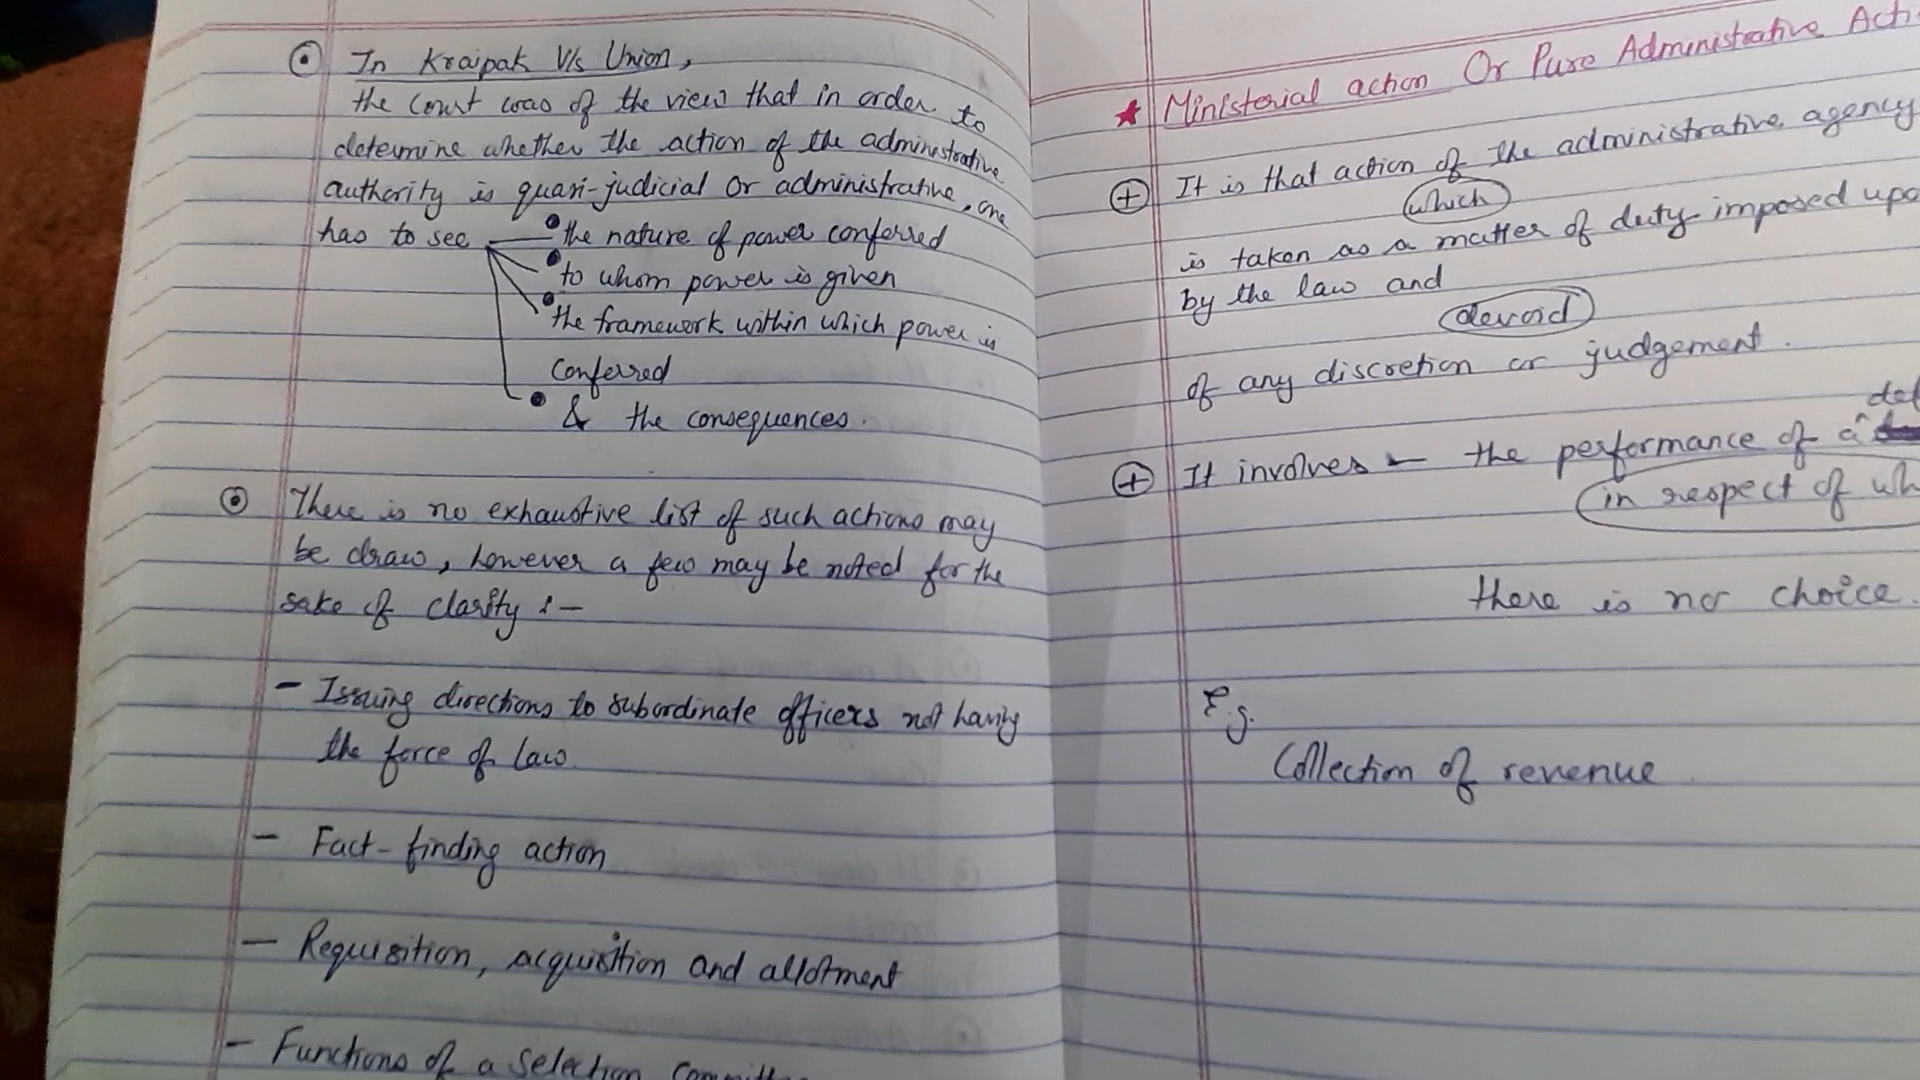 In Kraipak V/s Union,
the court was of the view that in order to
determine whether the action of the administrative
authority is quasi-judicial or administrative, one
has to see
the nature of power conferred
to whom power is given
the framework within which power is
conferred
& the consequences.
There is no exhaustive list of such actions may
be draw, however a few may be noted for the
sake of clarity :-
- Issuing directions to subordinate officers not having
the force of law.
- Fact-finding action
- Requisition, acquisition and allotment
- Functions of a selection
★ Ministerial action Or Pure Administrative Acti
It is that action of the administrative agency
which
is taken as a matter of duty imposed upo
by the law and
devoid
of any discretion or judgement.
It involves - the performance of a
in respect of wh
there is no choice.
E.g.
Collection of revenue